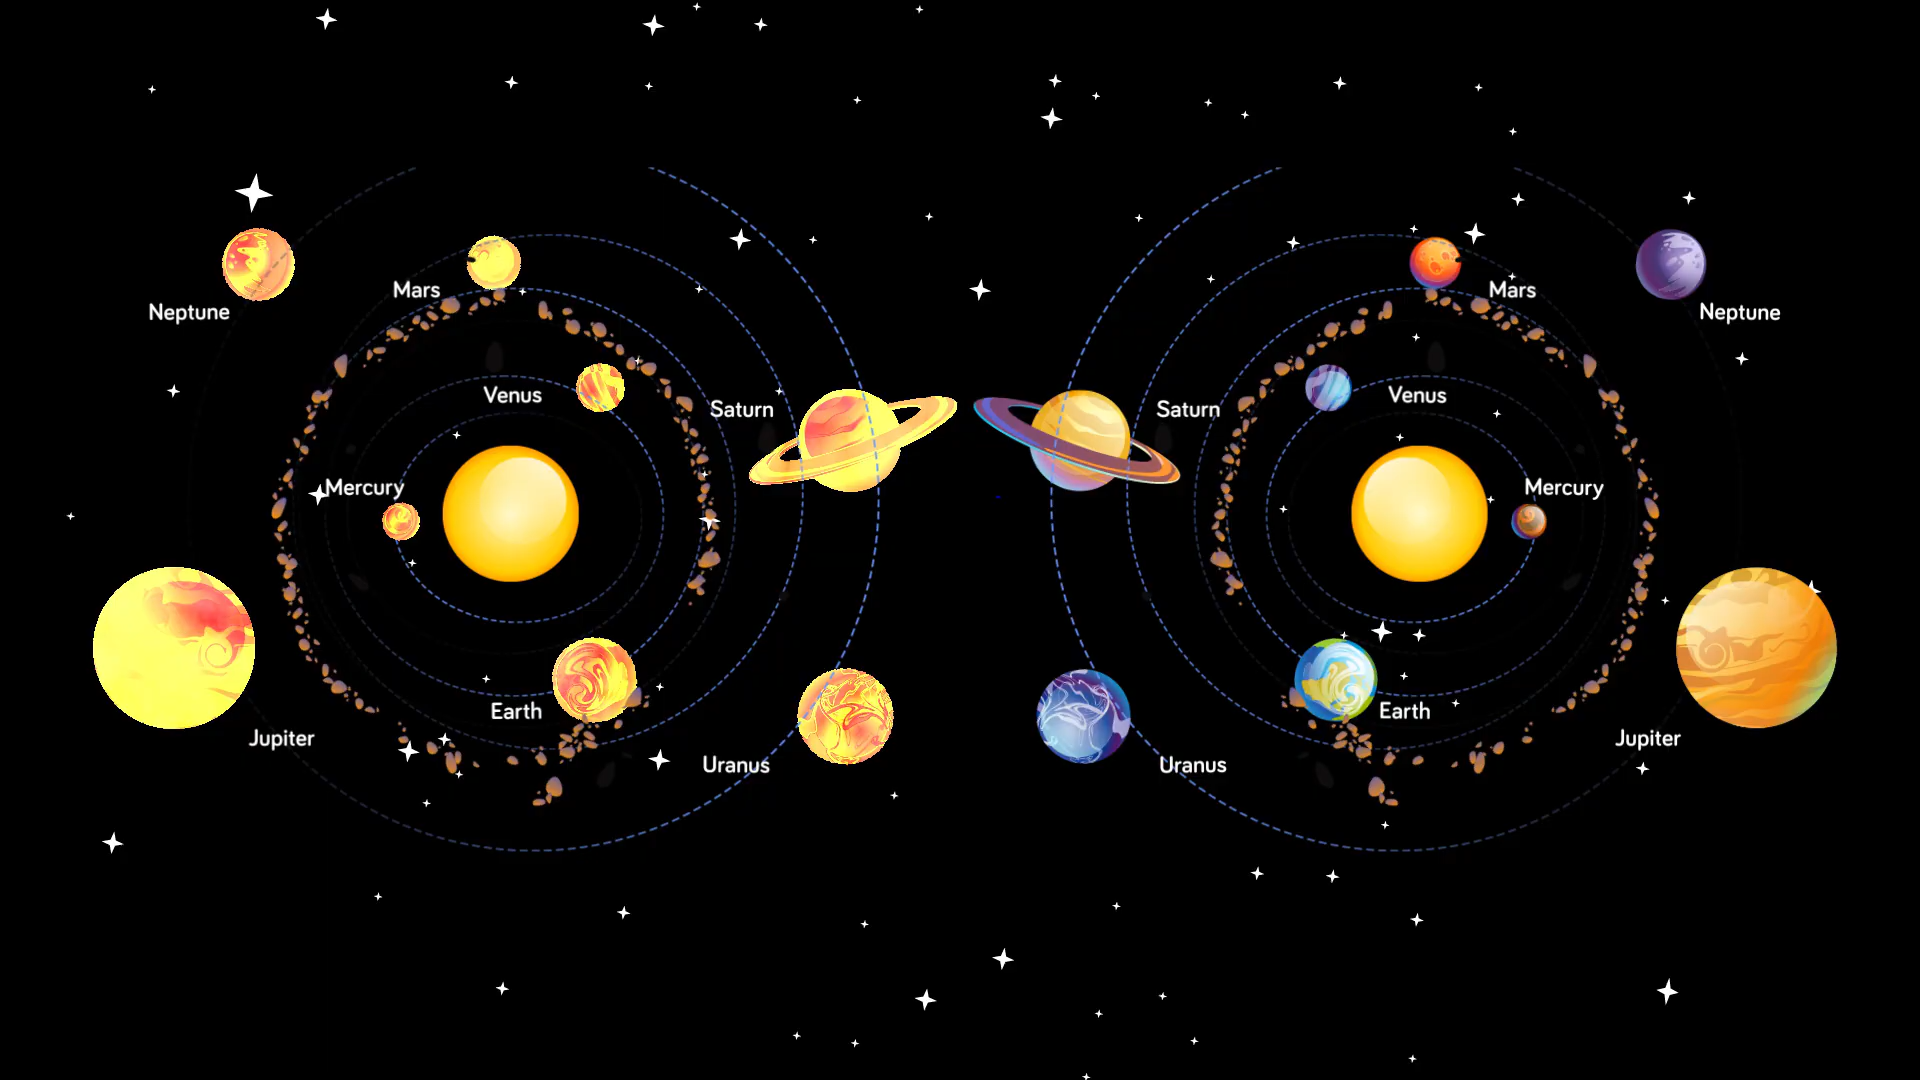 Mars
Neptune
Venus
Saturn
Mercury
Earth
Jupiter
Uranus
Mars
Neptune
Venus
Saturn
Mercury
Earth
Jupiter
Uranus